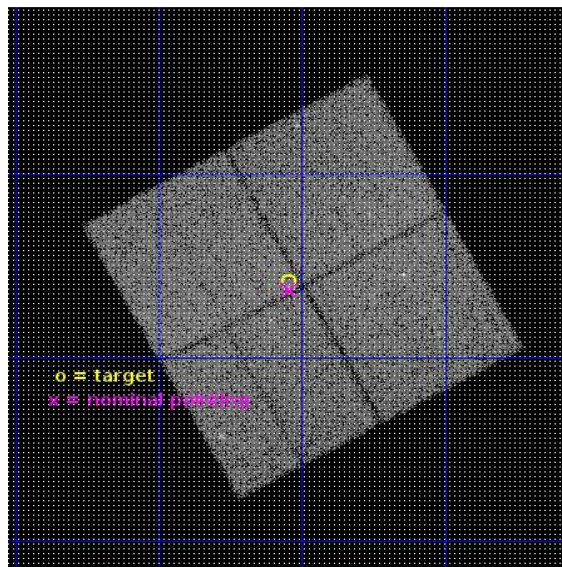 o = target
x = nominal pointing